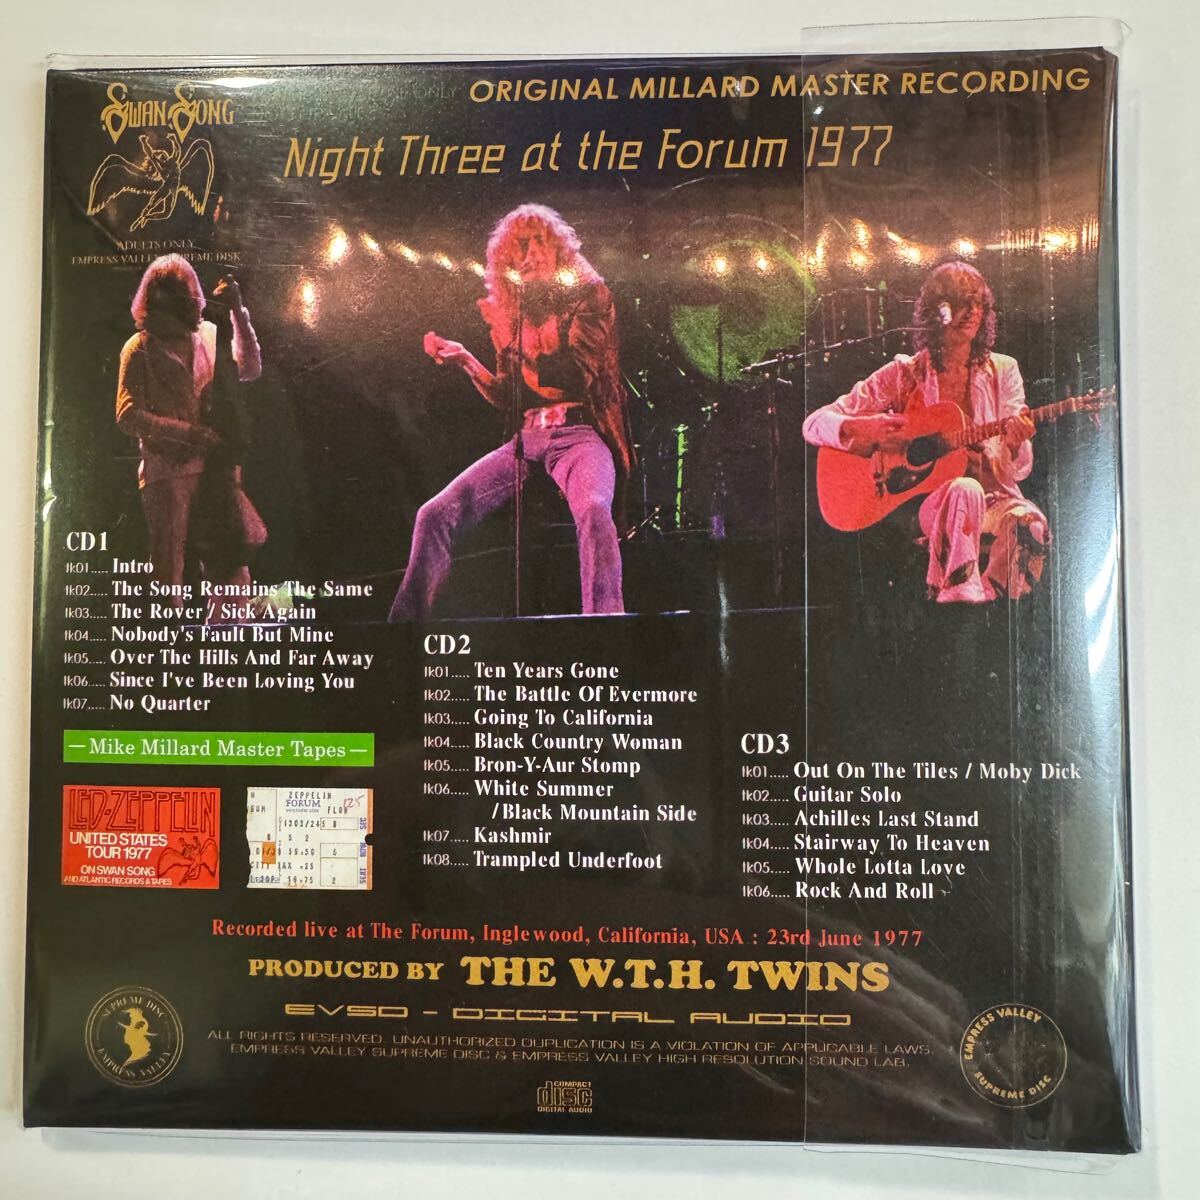 SWAN SONG
ONLY
ORIGINAL MILLARD MASTER RECORDING
Night Three at the Forum 1977
ADULTS ONLY
EMPRESS VALLEY SUPREME DISK
CD1
tk01..... Intro
tk02..... The Song Remains The Same
tk03..... The Rover / Sick Again
tk04..... Nobody's Fault But Mine
tk05..... Over The Hills And Far Away
tk06..... Since I've Been Loving You
tk07..... No Quarter
—Mike Millard Master Tapes—
LED-ZEPPELIN
UNITED STATES
TOUR 1977
ON SWAN SONG
AND ATLANTIC RECORDS & TAPES
ZEPPELIN
FORUM
FLOR
125
CD2
tk01..... Ten Years Gone
tk02..... The Battle Of Evermore
tk03..... Going To California
tk04..... Black Country Woman
tk05..... Bron-Y-Aur Stomp
tk06..... White Summer
/Black Mountain Side
tk07..... Kashmir
tk08..... Trampled Underfoot
CD3
tk01..... Out On The Tiles / Moby Dick
tk02..... Guitar Solo
tk03..... Achilles Last Stand
tk04..... Stairway To Heaven
tk05..... Whole Lotta Love
tk06..... Rock And Roll
Recorded live at The Forum, Inglewood, California, USA : 23rd June 1977
PRODUCED BY THE W.T.H. TWINS
EVSD - DIGITAL AUDIO
ALL RIGHTS RESERVED. UNAUTHORIZED DUPLICATION IS A VIOLATION OF APPLICABLE LAWS.
EMPRESS VALLEY SUPREME DISC & EMPRESS VALLEY HIGH RESOLUTION SOUND LAB.
SUPREME DISC
EMPRESS VALLEY
COMPACT
disc
DIGITAL AUDIO
EMPRESS VALLEY
SUPREME DISC